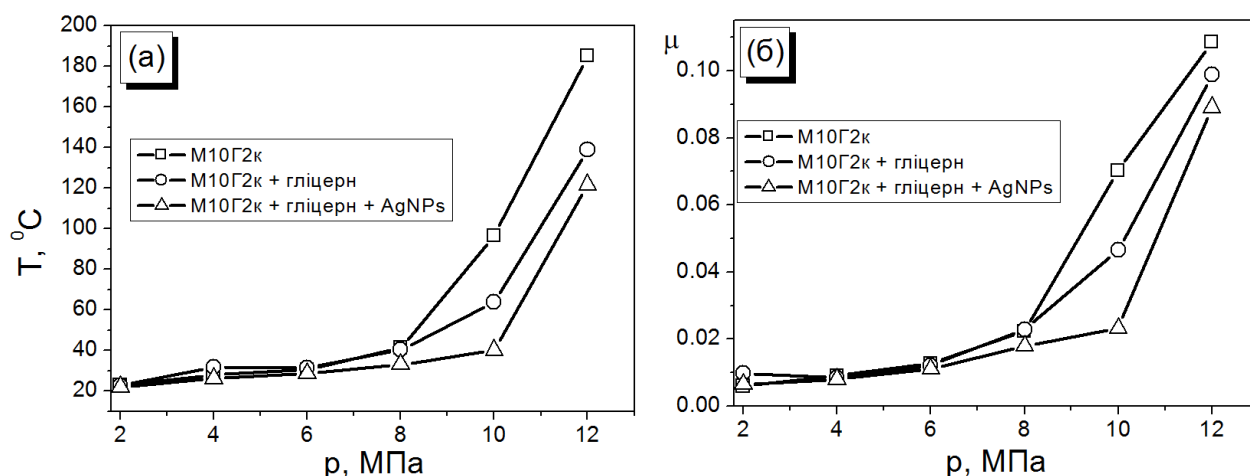 (а)
T, ⁰C
200
180
160
140
120
100
80
60
40
20
М10Г2к
М10Г2к + гліцерн
М10Г2к + гліцерн + AgNPs
2 4 6 8 10 12
p, МПа
(б)
μ
0.10
0.08
0.06
0.04
0.02
0.00
М10Г2к
М10Г2к + гліцерн
М10Г2к + гліцерн + AgNPs
2 4 6 8 10 12
p, МПа